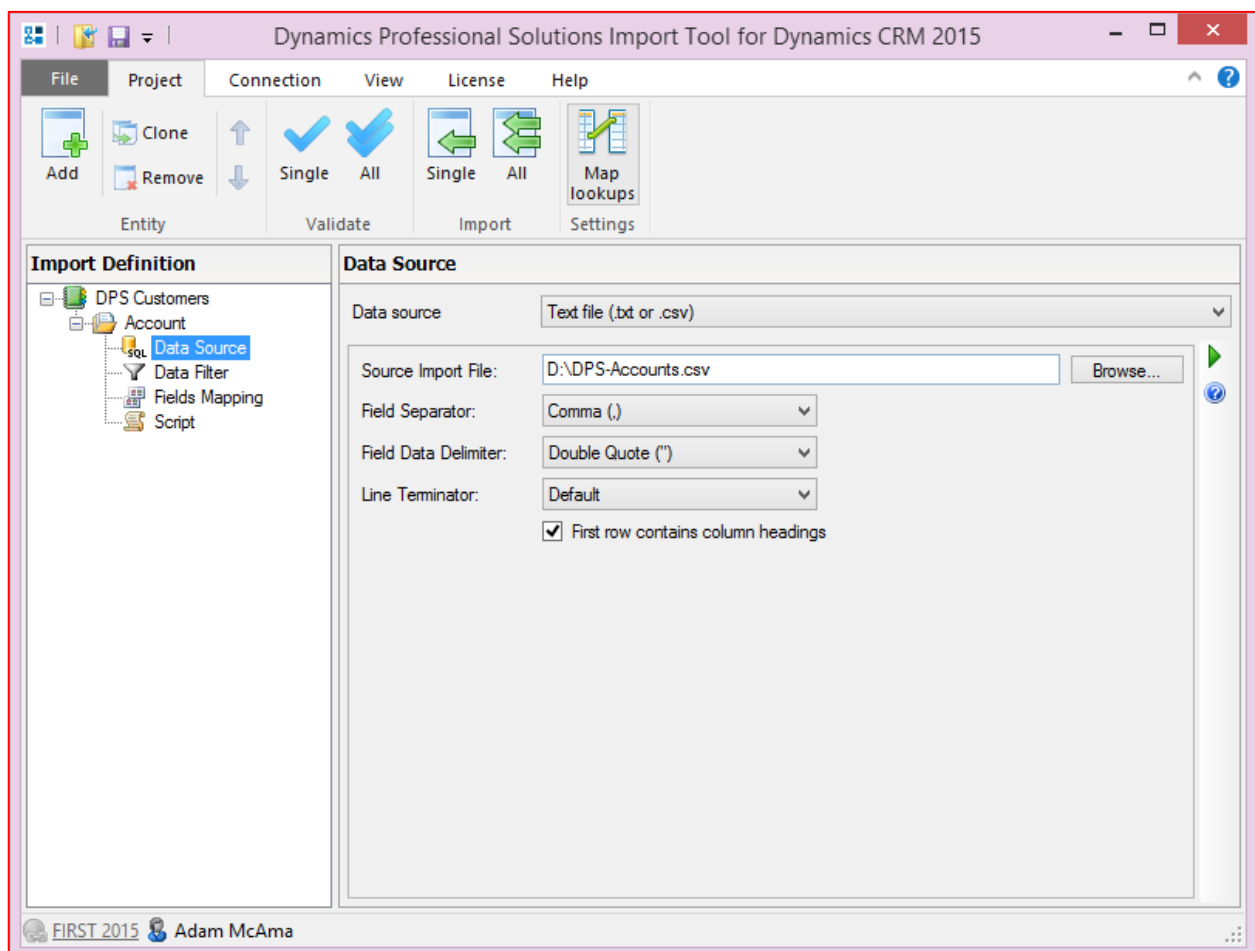 Dynamics Professional Solutions Import Tool for Dynamics CRM 2015
File Project Connection View License Help
Add Clone Remove Single All Single All Map lookups
Entity Validate Import Settings
Import Definition
Data Source
DPS Customers
Account
SQL Data Source
Data Filter
Fields Mapping
Script
Data source Text file (.txt or .csv)
Source Import File: D:\DPS-Accounts.csv Browse...
Field Separator: Comma (,)
Field Data Delimiter: Double Quote (")
Line Terminator: Default
First row contains column headings
FIRST 2015 Adam McAma